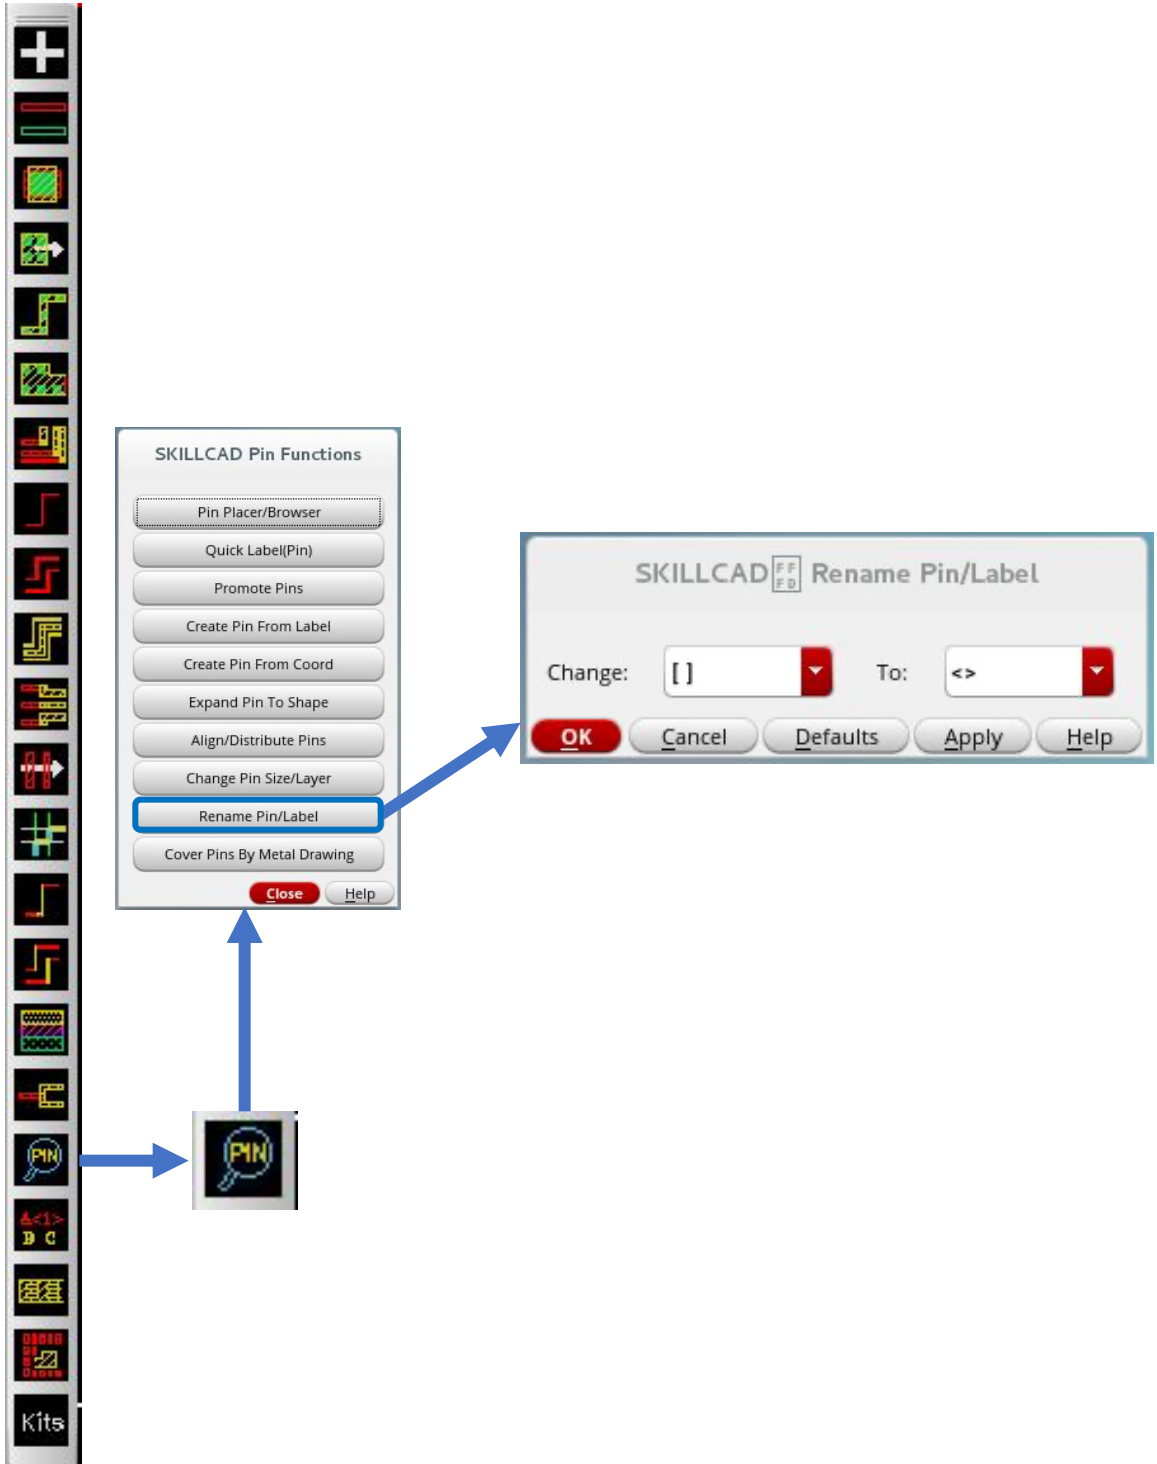 SKILLCAD Pin Functions
Pin Placer/Browser
Quick Label(Pin)
Promote Pins
Create Pin From Label
Create Pin From Coord
Expand Pin To Shape
Align/Distribute Pins
Change Pin Size/Layer
Rename Pin/Label
Cover Pins By Metal Drawing
Close Help
SKILLCAD Rename Pin/Label
Change: [ ] To: <>
OK Cancel Defaults Apply Help
PIN
PIN
A<1>
B C
Kits